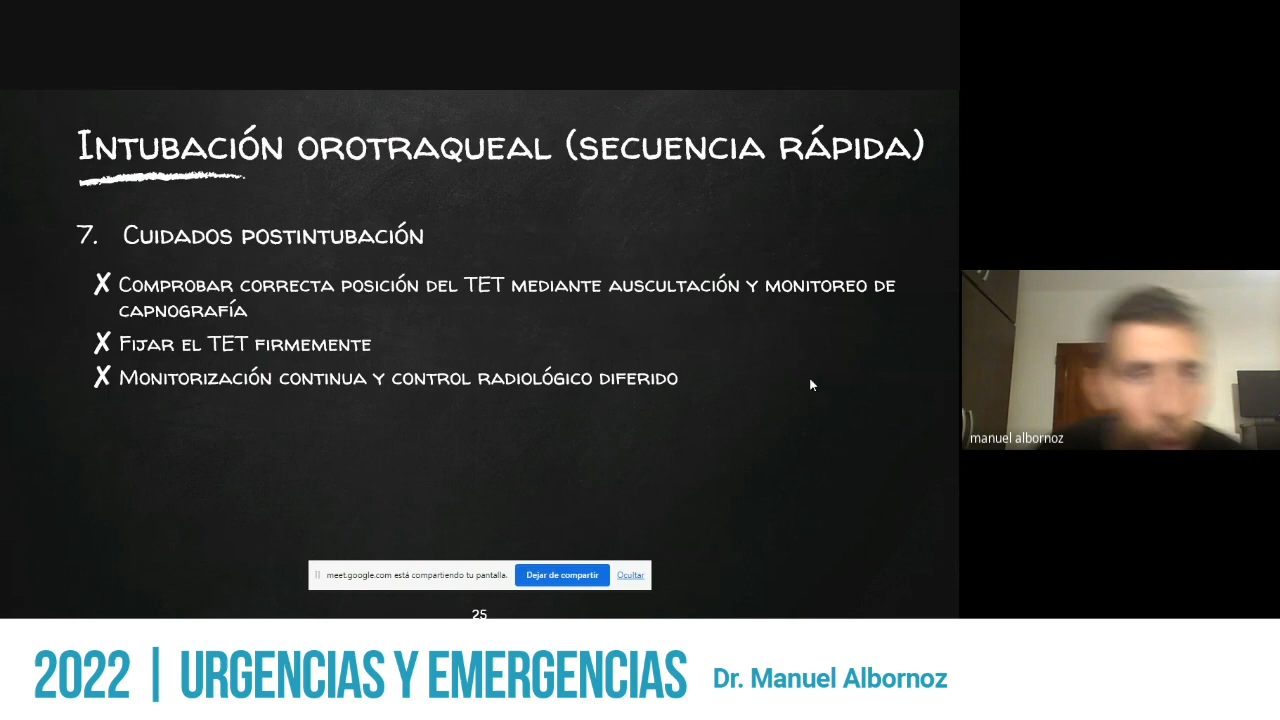 Intubación orotraqueal (secuencia rápida)
7. Cuidados postintubación
✗ Comprobar correcta posición del TET mediante auscultación y monitoreo de
capnografía
✗ Fijar el TET firmemente
✗ Monitorización continua y control radiológico diferido
manuel albornoz
meet.google.com está compartiendo tu pantalla. Dejar de compartir Ocultar
25
2022 | URGENCIAS Y EMERGENCIAS Dr. Manuel Albornoz